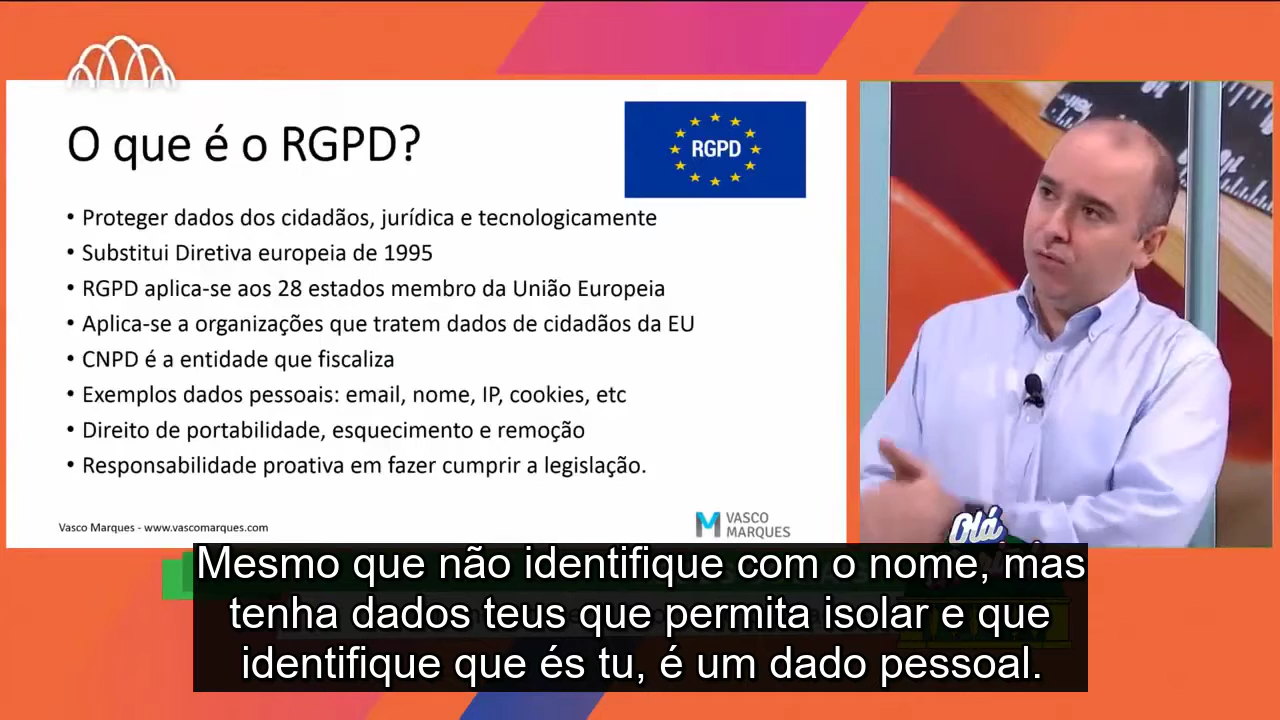 O que é o RGPD?
RGPD
• Proteger dados dos cidadãos, jurídica e tecnologicamente
• Substitui Diretiva europeia de 1995
• RGPD aplica-se aos 28 estados membro da União Europeia
• Aplica-se a organizações que tratem dados de cidadãos da EU
• CNPD é a entidade que fiscaliza
• Exemplos dados pessoais: email, nome, IP, cookies, etc
• Direito de portabilidade, esquecimento e remoção
• Responsabilidade proativa em fazer cumprir a legislação.
Vasco Marques - www.vascomarques.com
VASCO
MARQUES
Olá
Mesmo que não identifique com o nome, mas
tenha dados teus que permita isolar e que
identifique que és tu, é um dado pessoal.